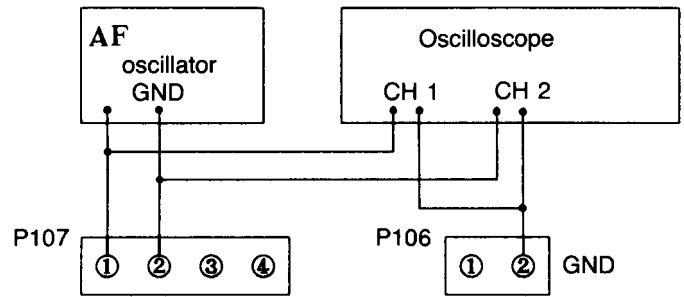 AF
oscillator
GND
Oscilloscope
CH 1 CH 2
P107
① ② ③ ④
P106
① ② GND